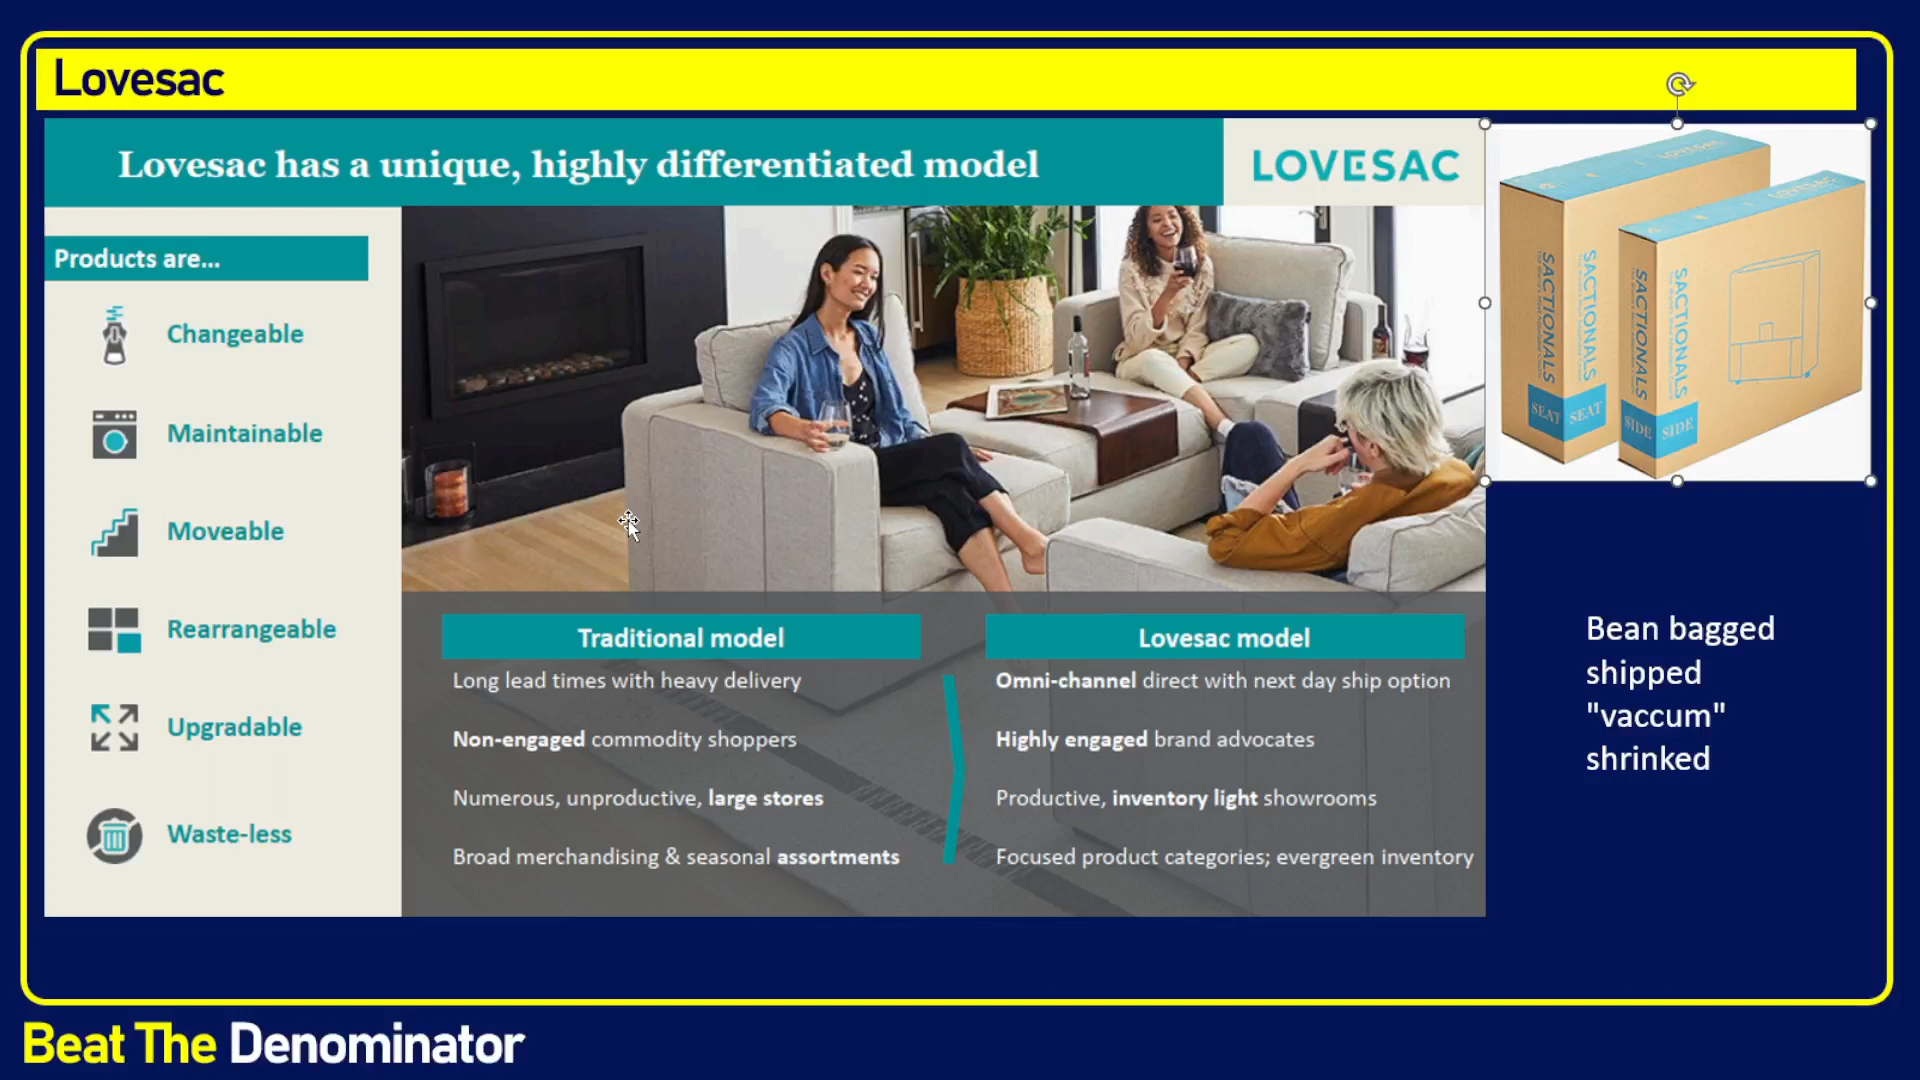 Lovesac
Lovesac has a unique, highly differentiated model
LOVESAC
Products are...
Changeable
Maintainable
Moveable
Rearrangeable
Upgradable
Waste-less
Traditional model
Long lead times with heavy delivery
Non-engaged commodity shoppers
Numerous, unproductive, large stores
Broad merchandising & seasonal assortments
Lovesac model
Omni-channel direct with next day ship option
Highly engaged brand advocates
Productive, inventory light showrooms
Focused product categories; evergreen inventory
LOVESAC
LOVESAC
SACTIONALS
SACTIONALS
SACTIONALS
SACTIONALS
SEAT
SEAT
SIDE
SIDE
Bean bagged
shipped
"vaccum"
shrinked
Beat The Denominator